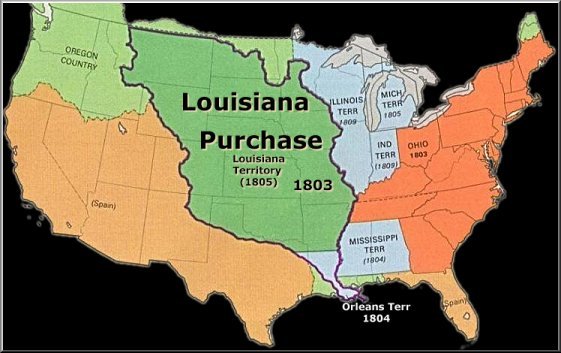 OREGON
COUNTRY
Louisiana
Purchase
Louisiana
Territory
(1805)
1803
ILLINOIS
TERR
1809
MICH
TERR
1805
IND
TERR
(1809)
OHIO
1803
(Spain)
MISSISSIPPI
TERR
(1804)
(Spain)
Orleans Terr
1804